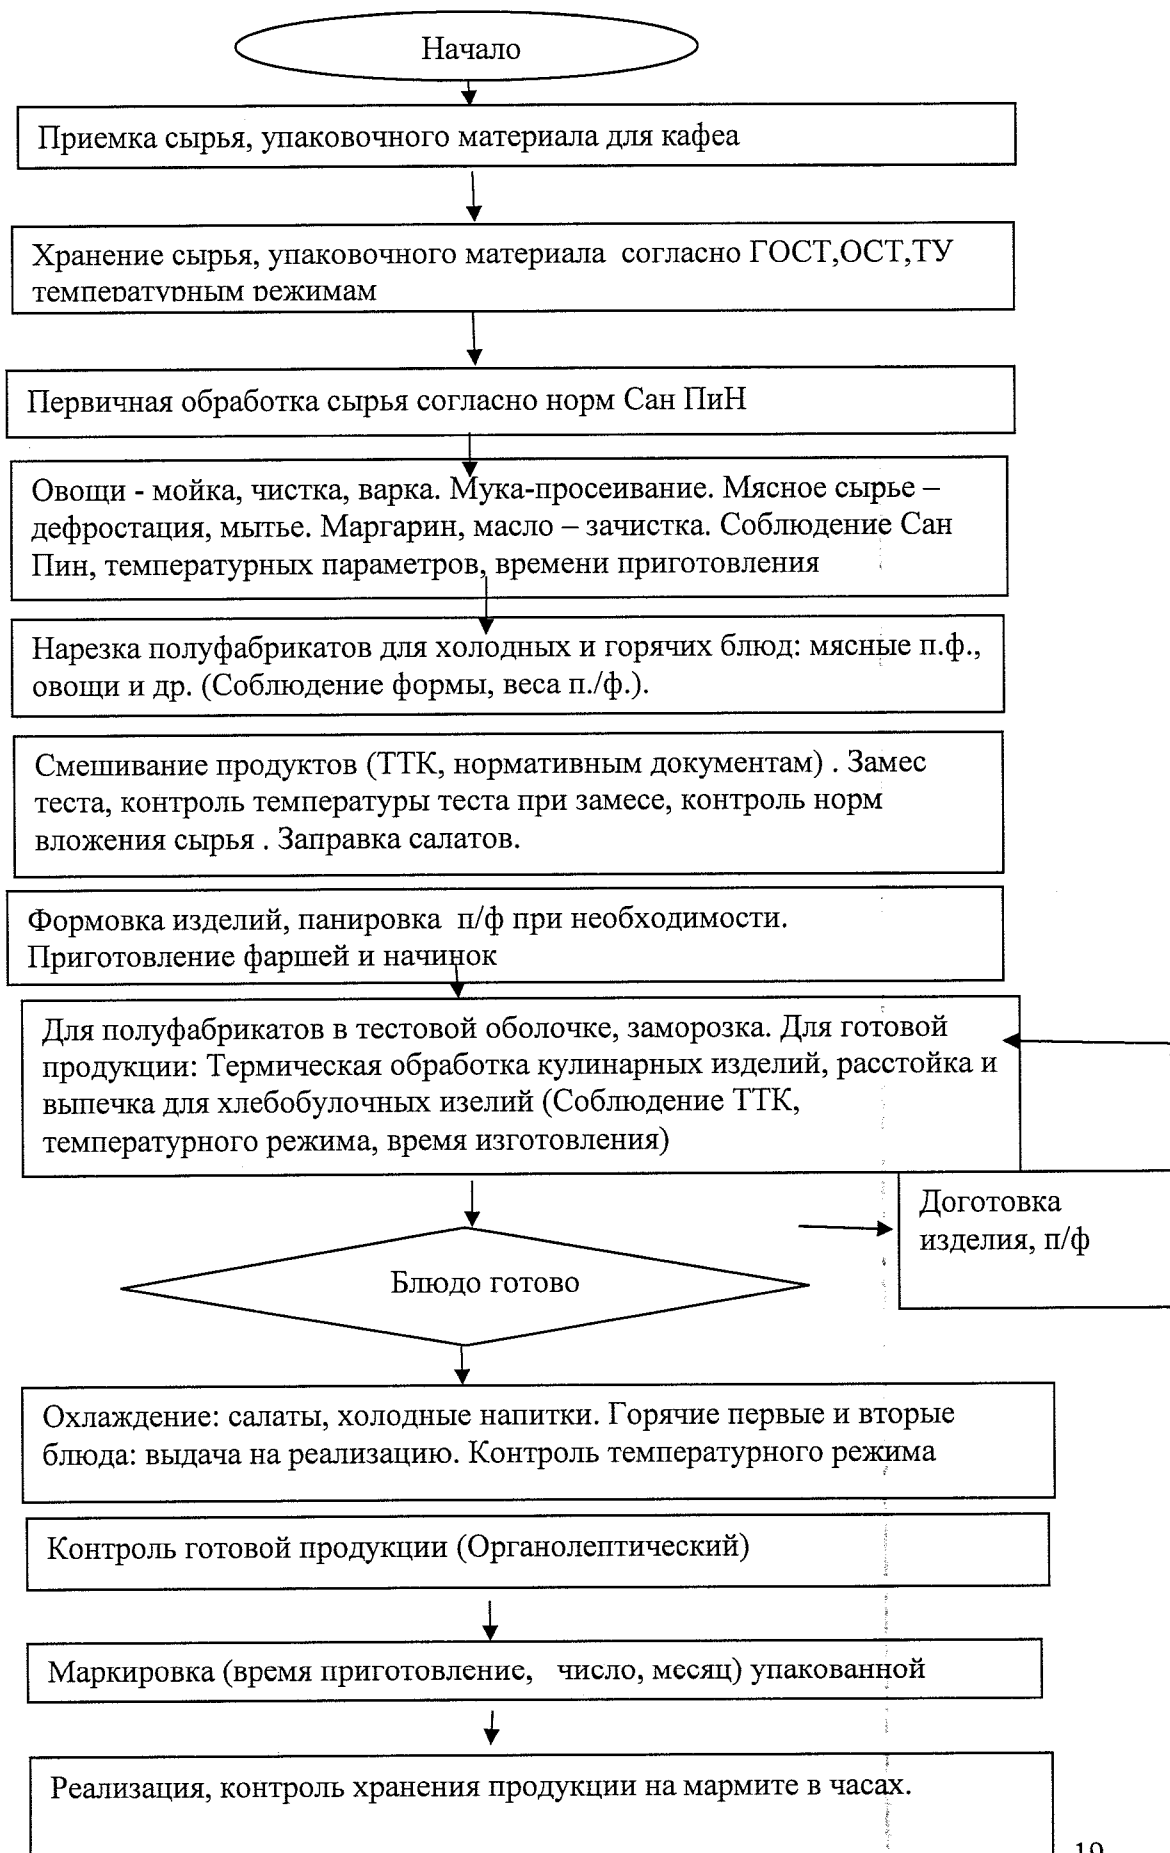 Начало
Приемка сырья, упаковочного материала для кафеа
Хранение сырья, упаковочного материала согласно ГОСТ,ОСТ,ТУ
температурным режимам
Первичная обработка сырья согласно норм Сан ПиН
Овощи - мойка, чистка, варка. Мука-просеивание. Мясное сырье –
дефростация, мытье. Маргарин, масло – зачистка. Соблюдение Сан
Пин, температурных параметров, времени приготовления
Нарезка полуфабрикатов для холодных и горячих блюд: мясные п.ф.,
овощи и др. (Соблюдение формы, веса п./ф.).
Смешивание продуктов (ТТК, нормативным документам) . Замес
теста, контроль температуры теста при замесе, контроль норм
вложения сырья . Заправка салатов.
Формовка изделий, панировка п/ф при необходимости.
Приготовление фаршей и начинок
Для полуфабрикатов в тестовой оболочке, заморозка. Для готовой
продукции: Термическая обработка кулинарных изделий, расстойка и
выпечка для хлебобулочных изелий (Соблюдение ТТК,
температурного режима, время изготовления)
Доготовка
изделия, п/ф
Блюдо готово
Охлаждение: салаты, холодные напитки. Горячие первые и вторые
блюда: выдача на реализацию. Контроль температурного режима
Контроль готовой продукции (Органолептический)
Маркировка (время приготовление, число, месяц) упакованной
Реализация, контроль хранения продукции на мармите в часах.